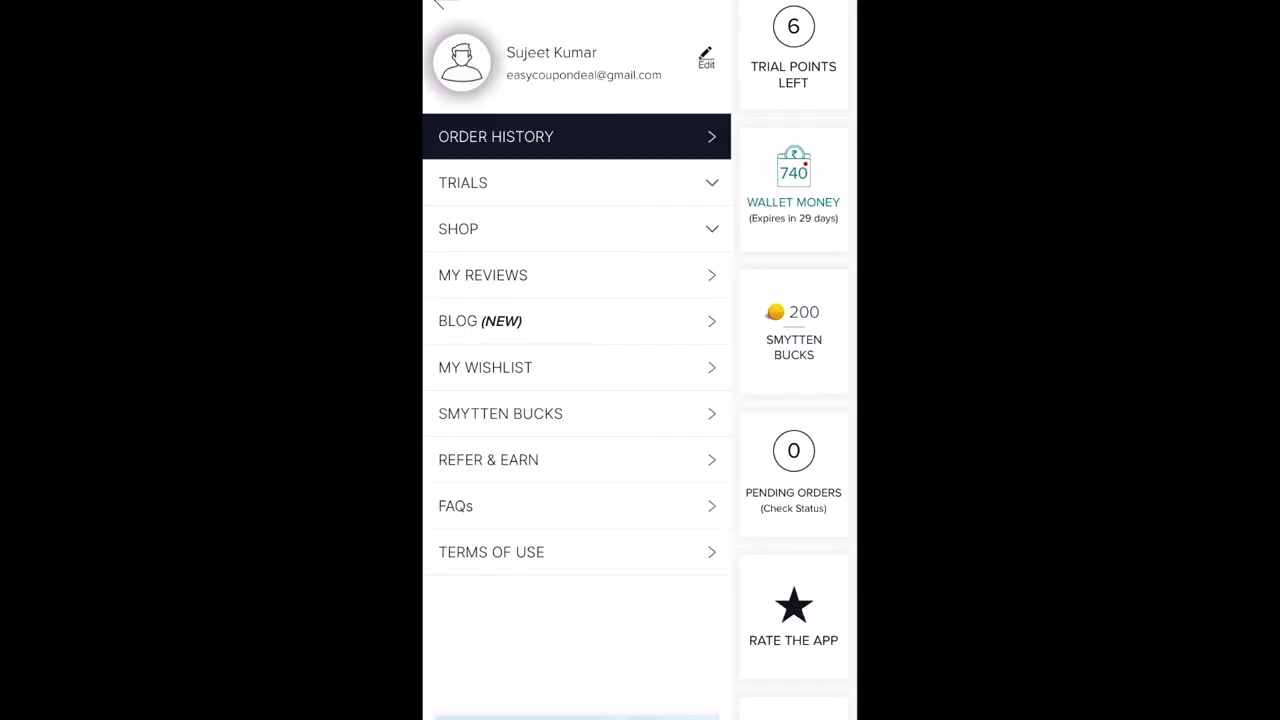 Sujeet Kumar
easycoupondeal@gmail.com
Edit
ORDER HISTORY
TRIALS
SHOP
MY REVIEWS
BLOG (NEW)
MY WISHLIST
SMYTTEN BUCKS
REFER & EARN
FAQs
TERMS OF USE
6
TRIAL POINTS
LEFT
₹
740
WALLET MONEY
(Expires in 29 days)
200
SMYTTEN
BUCKS
0
PENDING ORDERS
(Check Status)
RATE THE APP